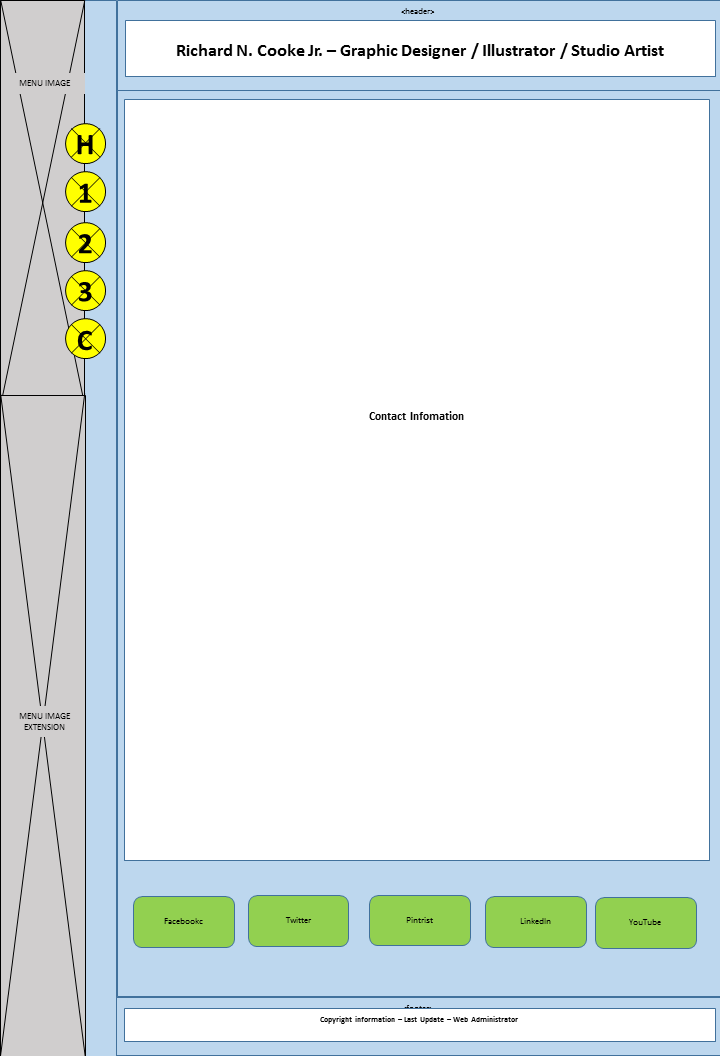 <header>
Richard N. Cooke Jr. – Graphic Designer / Illustrator / Studio Artist
MENU IMAGE
H
1
2
3
C
Contact Infomation
MENU IMAGE
EXTENSION
Facebookc
Twitter
Pintrist
LinkedIn
YouTube
<footer>
Copyright information – Last Update – Web Administrator